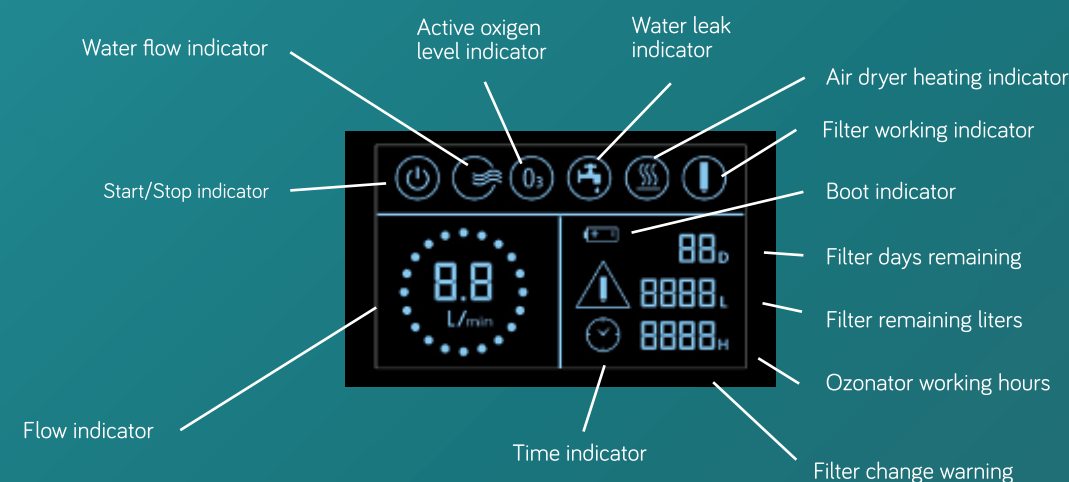 Active oxigen
level indicator
Water leak
indicator
Water flow indicator
Air dryer heating indicator
Filter working indicator
Start/Stop indicator
O₃
Boot indicator
88D
Filter days remaining
8.8
L/min
8888L
Filter remaining liters
8888H
Ozonator working hours
Flow indicator
Time indicator
Filter change warning